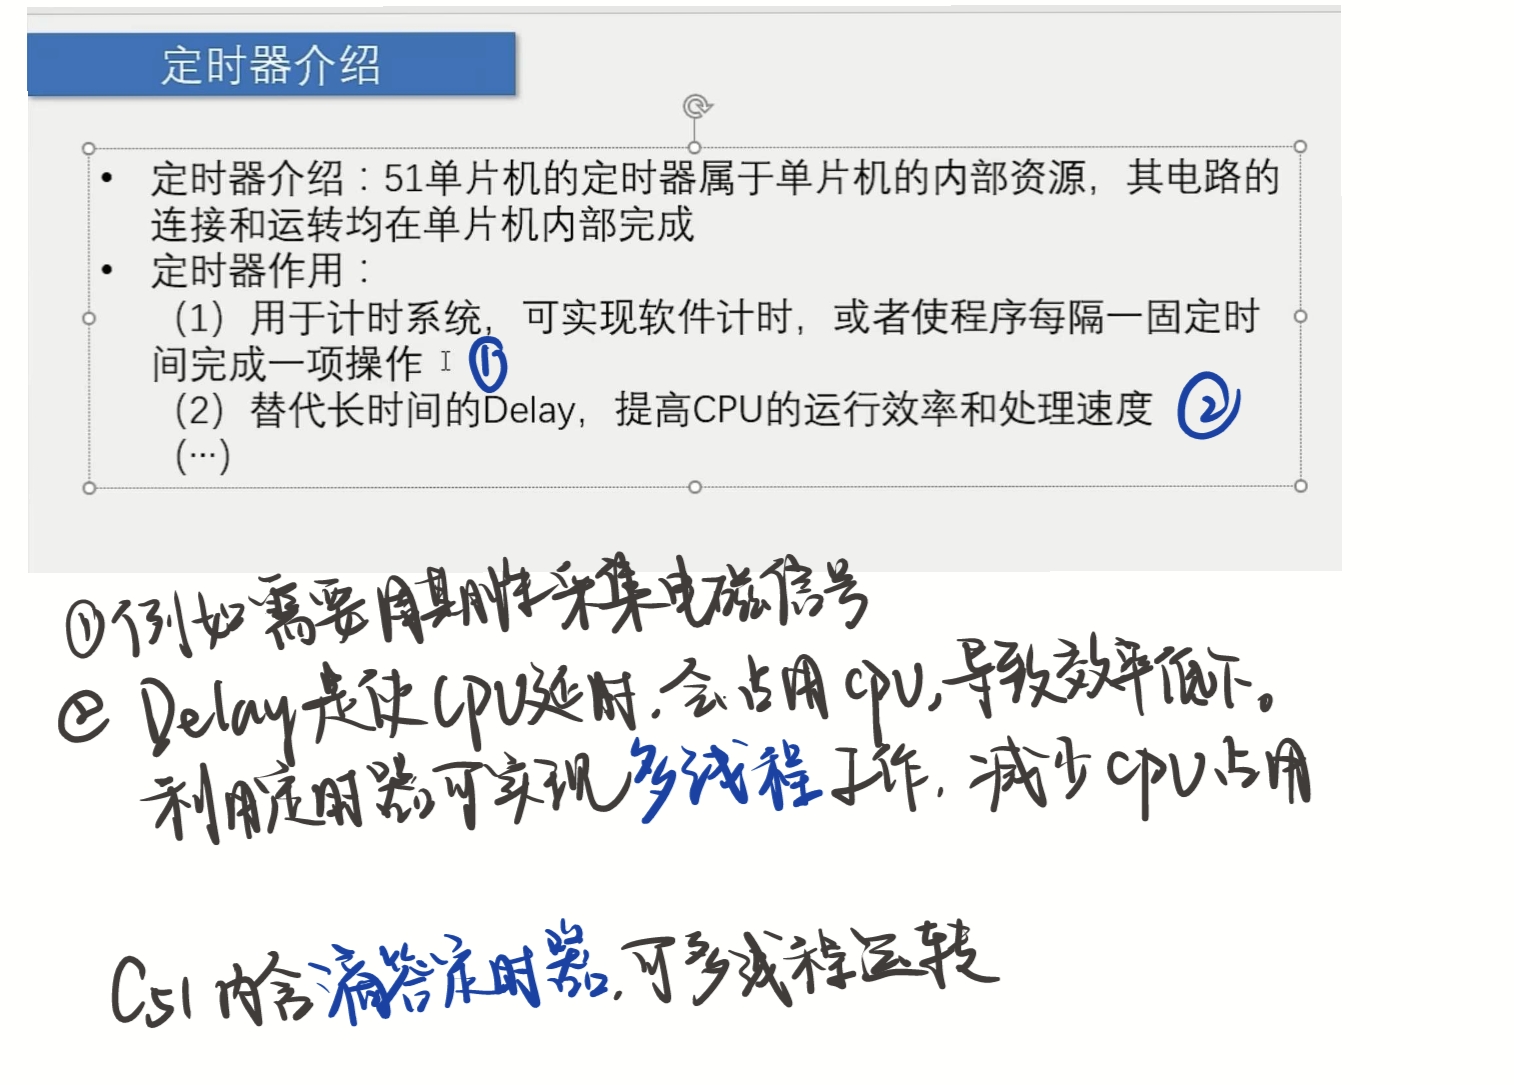 定时器介绍
• 定时器介绍：51单片机的定时器属于单片机的内部资源，其电路的
连接和运转均在单片机内部完成
• 定时器作用：
（1）用于计时系统，可实现软件计时，或者使程序每隔一固定时
间完成一项操作 ①
（2）替代长时间的Delay，提高CPU的运行效率和处理速度 ②
(…)
①例如需要周期性采集电磁信号
② Delay是使CPU延时，会占用CPU，导致效率低下。
利用定时器可实现多线程工作，减少CPU占用
C51内含滴答定时器，可多线程运转